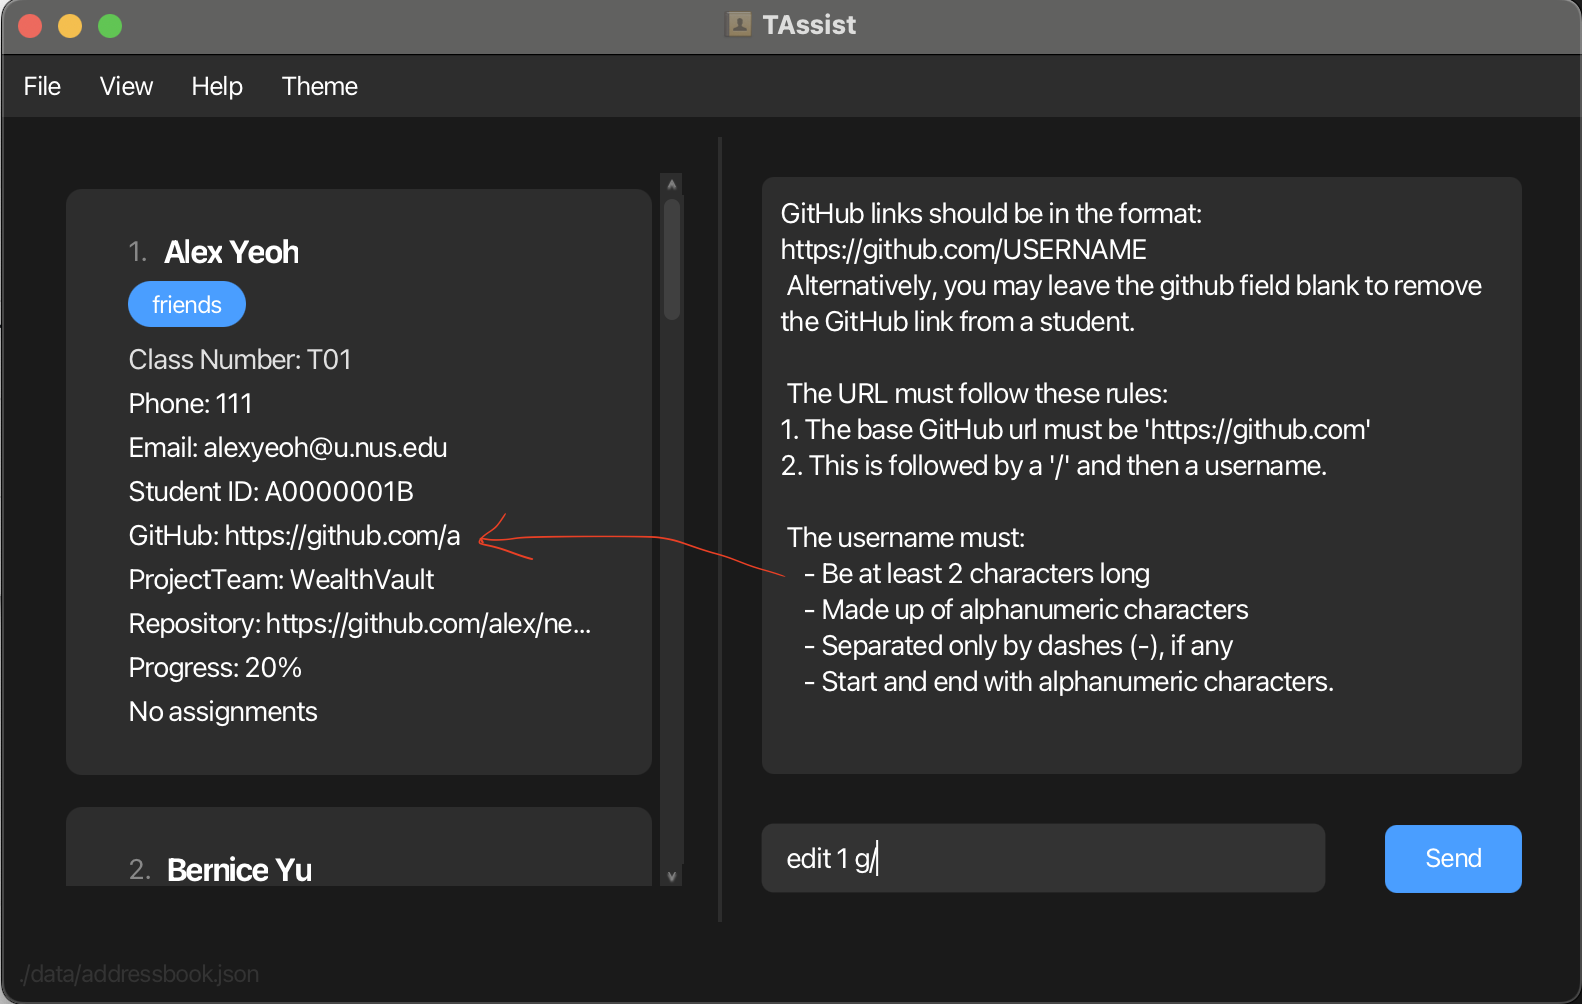 TAssist
File View Help Theme
1. Alex Yeoh
friends
Class Number: T01
Phone: 111
Email: alexyeoh@u.nus.edu
Student ID: A0000001B
GitHub: https://github.com/a
ProjectTeam: WealthVault
Repository: https://github.com/alex/ne...
Progress: 20%
No assignments
2. Bernice Yu
GitHub links should be in the format:
https://github.com/USERNAME
Alternatively, you may leave the github field blank to remove
the GitHub link from a student.
The URL must follow these rules:
1. The base GitHub url must be 'https://github.com'
2. This is followed by a '/' and then a username.
The username must:
- Be at least 2 characters long
- Made up of alphanumeric characters
- Separated only by dashes (-), if any
- Start and end with alphanumeric characters.
edit 1 g/
Send
./data/addressbook.json